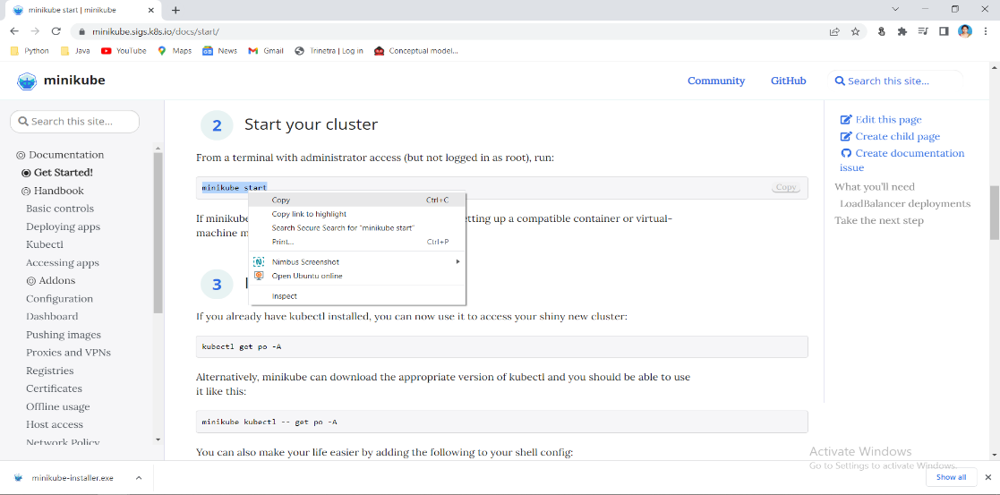 minikube start | minikube
minikube.sigs.k8s.io/docs/start/
Python Java YouTube Maps News Gmail Trinetra | Log in Conceptual model...
minikube
Community GitHub Search this site...
Search this site...
Documentation
Get Started!
Handbook
Basic controls
Deploying apps
Kubectl
Accessing apps
Addons
Configuration
Dashboard
Pushing images
Proxies and VPNs
Registries
Certificates
Offline usage
Host access
Network Policy
2 Start your cluster
From a terminal with administrator access (but not logged in as root), run:
minikube start Copy
If minikube etting up a compatible container or virtual-
machine m
Copy Ctrl+C
Copy link to highlight
Search Secure Search for "minikube start"
Print... Ctrl+P
Nimbus Screenshot
Open Ubuntu online
Inspect
3
If you already have kubectl installed, you can now use it to access your shiny new cluster:
kubectl get po -A
Alternatively, minikube can download the appropriate version of kubectl and you should be able to use
it like this:
minikube kubectl -- get po -A
You can also make your life easier by adding the following to your shell config:
Edit this page
Create child page
Create documentation
issue
What you'll need
LoadBalancer deployments
Take the next step
Activate Windows
Go to Settings to activate Windows.
minikube-installer.exe
Show all